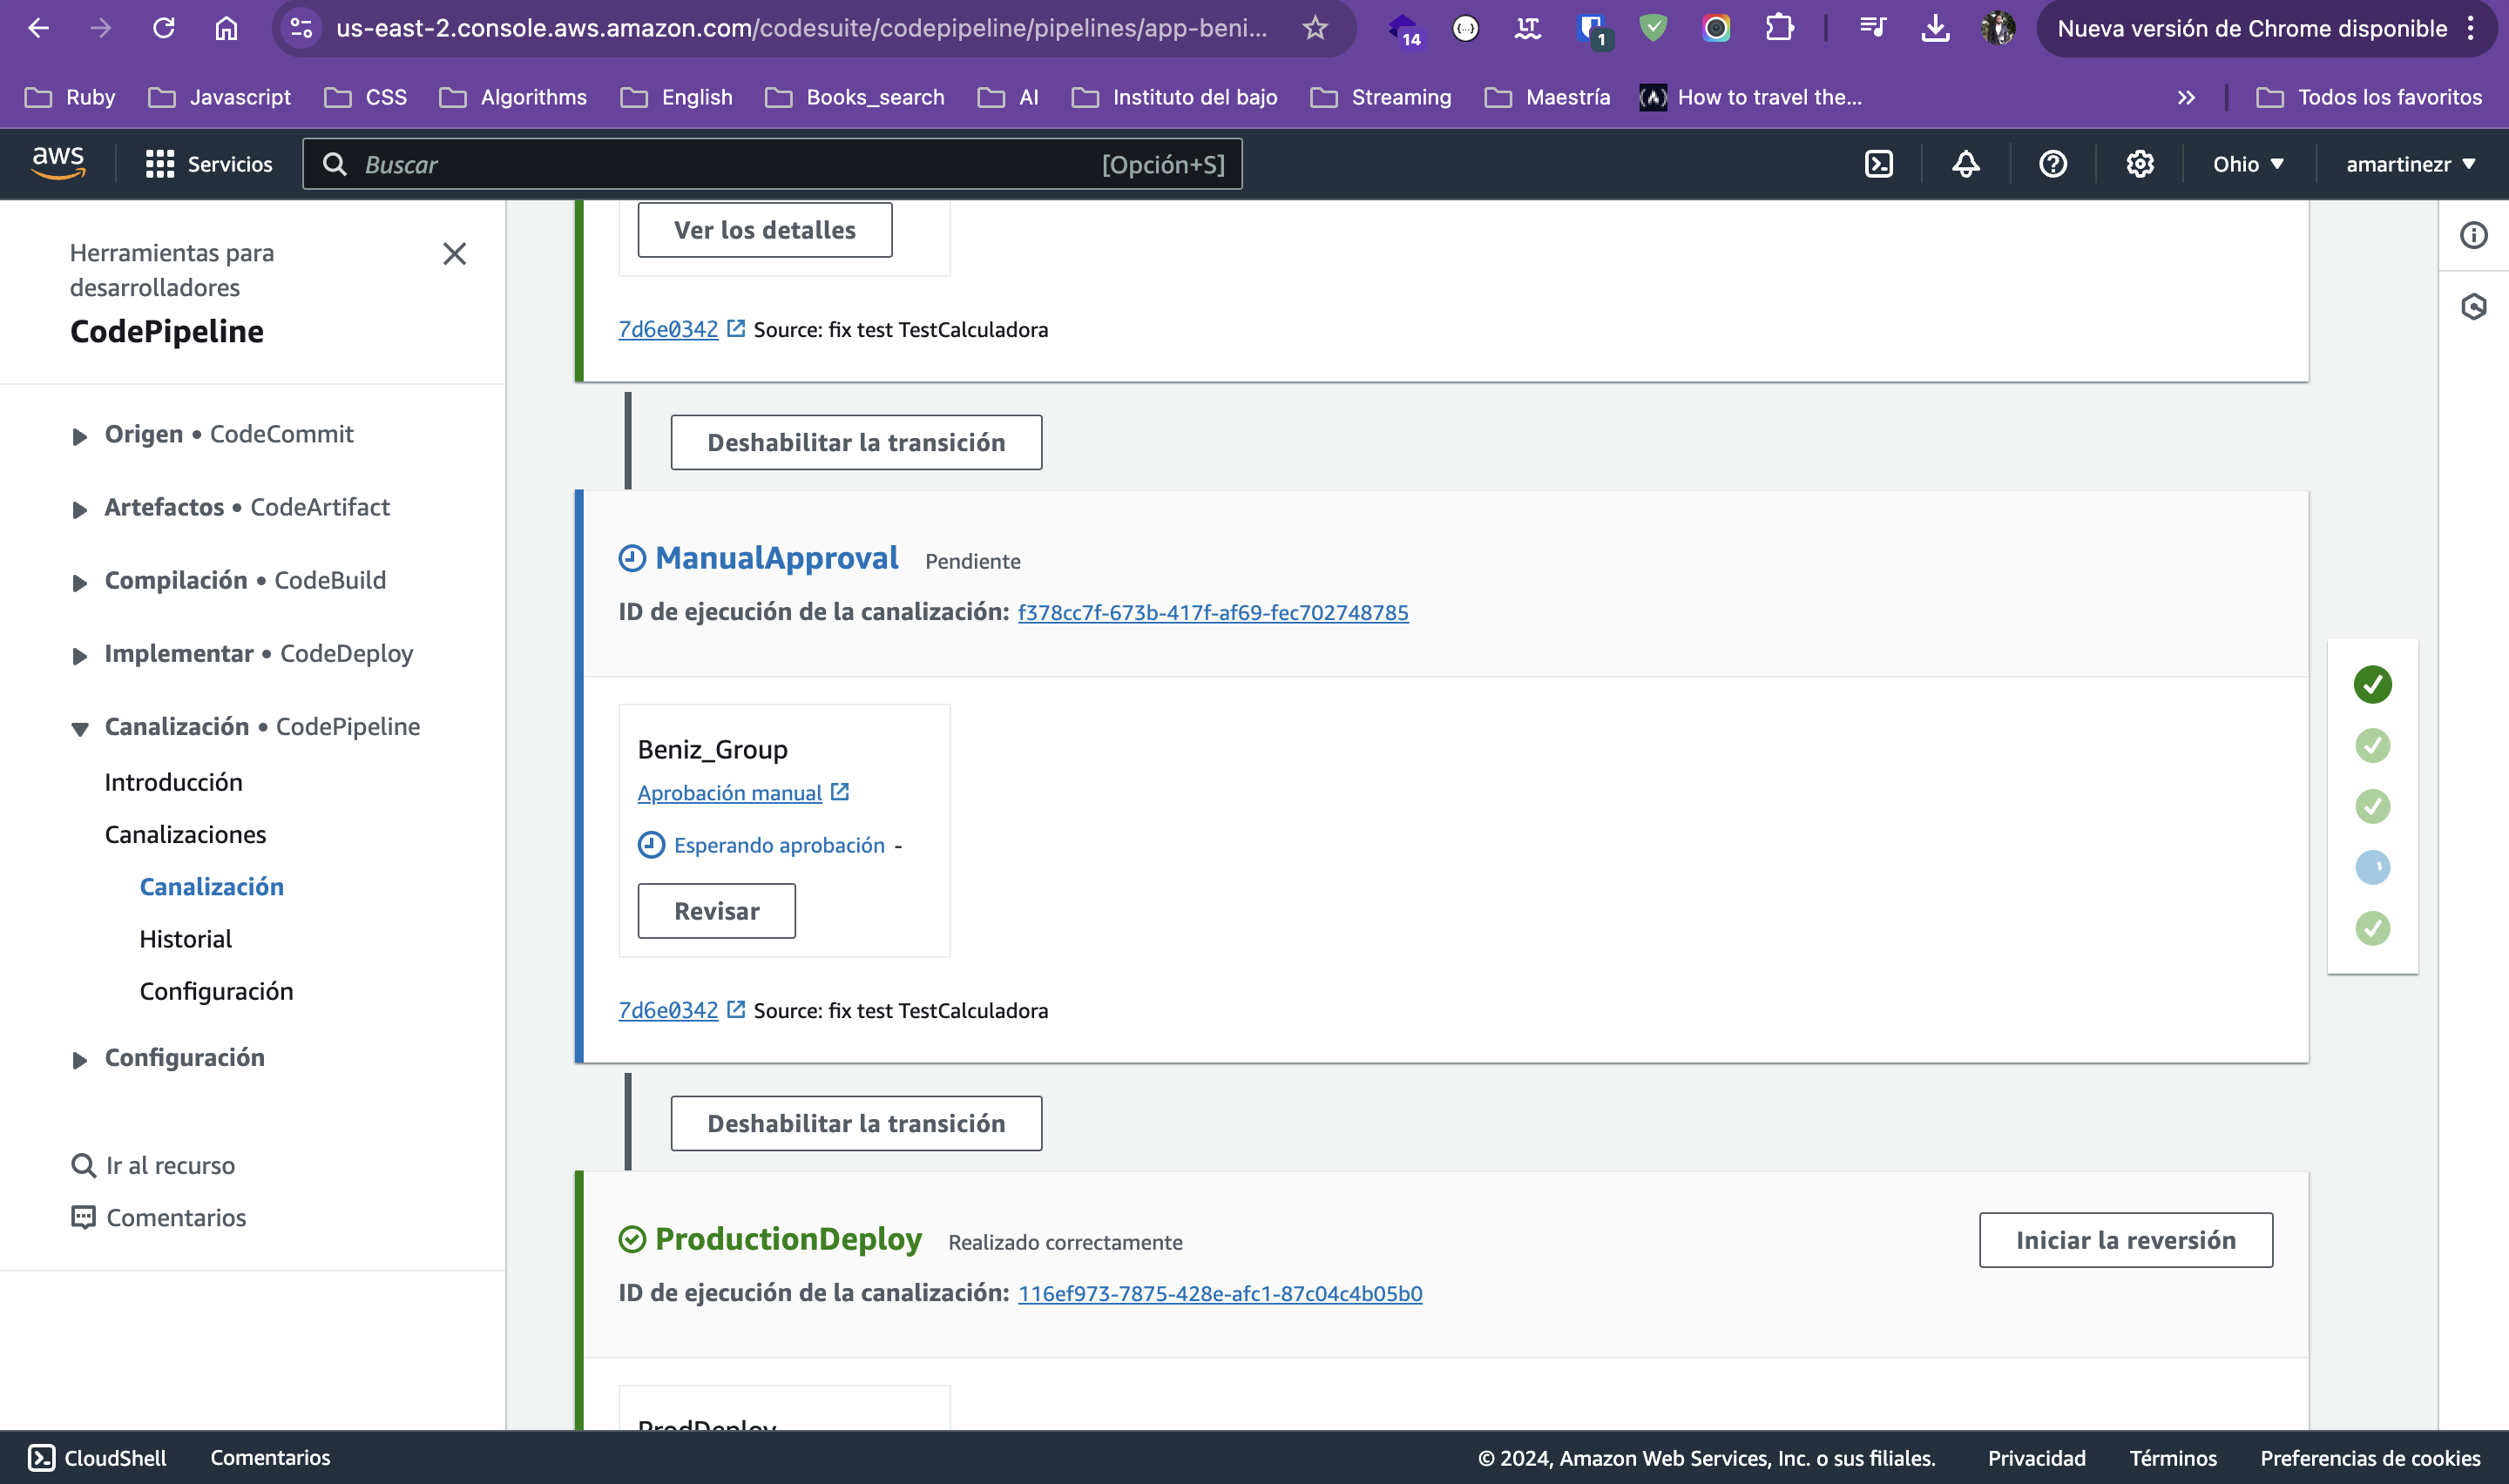 us-east-2.console.aws.amazon.com/codesuite/codepipeline/pipelines/app-beni...
14
{...}
LT
1
Nueva versión de Chrome disponible
Ruby
Javascript
CSS
Algorithms
English
Books_search
AI
Instituto del bajo
Streaming
Maestría
How to travel the...
Todos los favoritos
aws
Servicios
Buscar
[Opción+S]
Ohio
amartinezr
Herramientas para
desarrolladores
CodePipeline
Origen • CodeCommit
Artefactos • CodeArtifact
Compilación • CodeBuild
Implementar • CodeDeploy
Canalización • CodePipeline
Introducción
Canalizaciones
Canalización
Historial
Configuración
Configuración
Ir al recurso
Comentarios
Ver los detalles
7d6e0342 Source: fix test TestCalculadora
Deshabilitar la transición
ManualApproval Pendiente
ID de ejecución de la canalización: f378cc7f-673b-417f-af69-fec702748785
Beniz_Group
Aprobación manual
Esperando aprobación -
Revisar
7d6e0342 Source: fix test TestCalculadora
Deshabilitar la transición
ProductionDeploy Realizado correctamente
Iniciar la reversión
ID de ejecución de la canalización: 116ef973-7875-428e-afc1-87c04c4b05b0
ProdDeploy
CloudShell
Comentarios
© 2024, Amazon Web Services, Inc. o sus filiales.
Privacidad
Términos
Preferencias de cookies